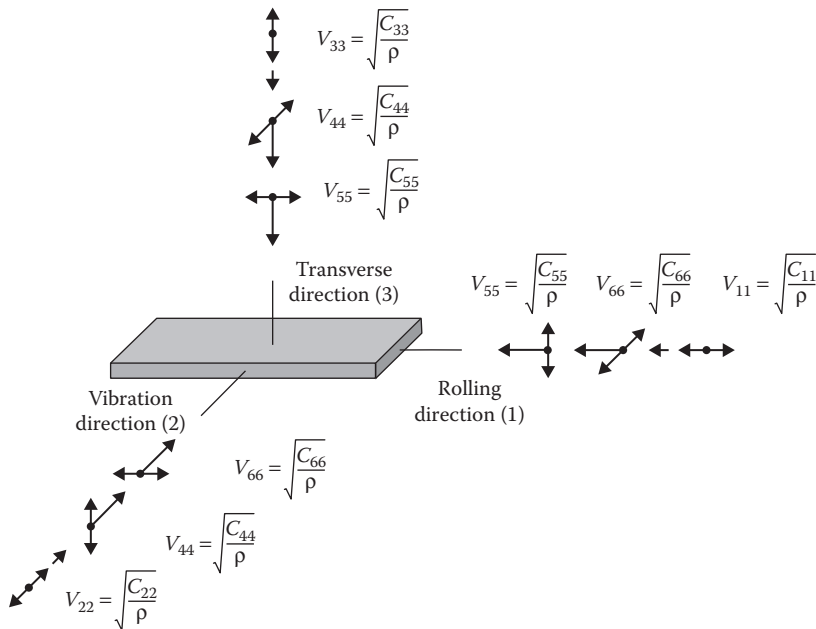 V₃₃ = √(C₃₃/ρ)
V₄₄ = √(C₄₄/ρ)
V₅₅ = √(C₅₅/ρ)
Transverse
direction (3)
V₅₅ = √(C₅₅/ρ) V₆₆ = √(C₆₆/ρ) V₁₁ = √(C₁₁/ρ)
Rolling
direction (1)
Vibration
direction (2)
V₆₆ = √(C₆₆/ρ)
V₄₄ = √(C₄₄/ρ)
V₂₂ = √(C₂₂/ρ)